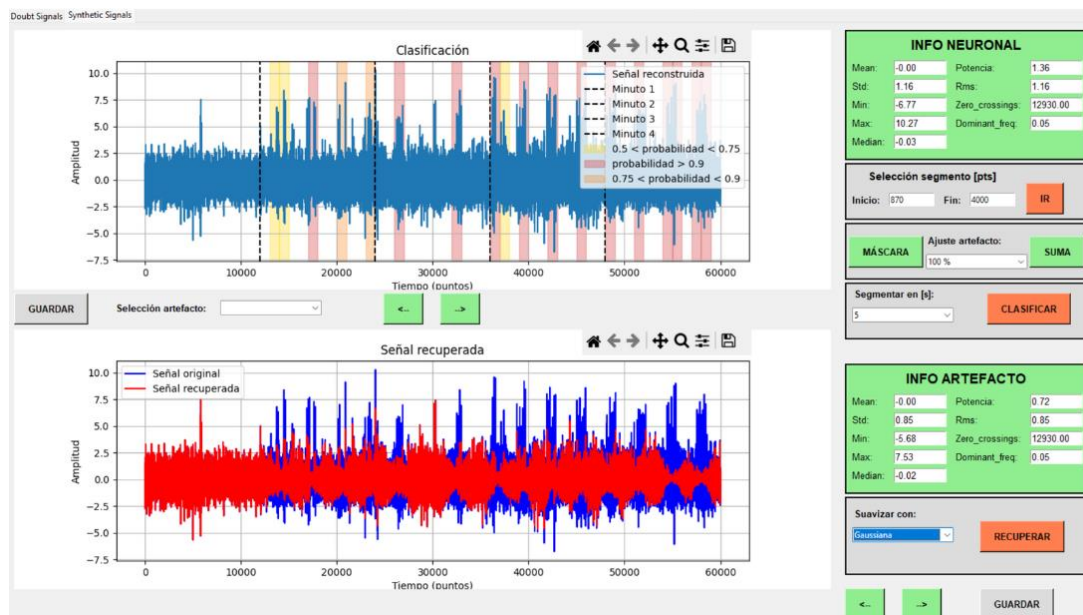 Doubt Signals Synthetic Signals
Clasificación
10.0
7.5
5.0
2.5
0.0
−2.5
−5.0
−7.5
Amplitud
0 10000 20000 30000 40000 50000 60000
Tiempo (puntos)
Señal reconstruida
Minuto 1
Minuto 2
Minuto 3
Minuto 4
0.5 < probabilidad < 0.75
probabilidad > 0.9
0.75 < probabilidad < 0.9
GUARDAR Selección artefacto: <-- -->
Señal recuperada
10.0
7.5
5.0
2.5
0.0
−2.5
−5.0
−7.5
Amplitud
0 10000 20000 30000 40000 50000 60000
Tiempo (puntos)
Señal original
Señal recuperada
INFO NEURONAL
Mean: -0.00 Potencia: 1.36
Std: 1.16 Rms: 1.16
Min: -6.77 Zero_crossings: 12930.00
Max: 10.27 Dominant_freq: 0.05
Median: -0.03
Selección segmento [pts]
Inicio: 870 Fin: 4000 IR
MÁSCARA Ajuste artefacto: 100 % SUMA
Segmentar en [s]:
5 CLASIFICAR
INFO ARTEFACTO
Mean: -0.00 Potencia: 0.72
Std: 0.85 Rms: 0.85
Min: -5.68 Zero_crossings: 12930.00
Max: 7.53 Dominant_freq: 0.05
Median: -0.02
Suavizar con:
Gaussiana RECUPERAR
<-- --> GUARDAR